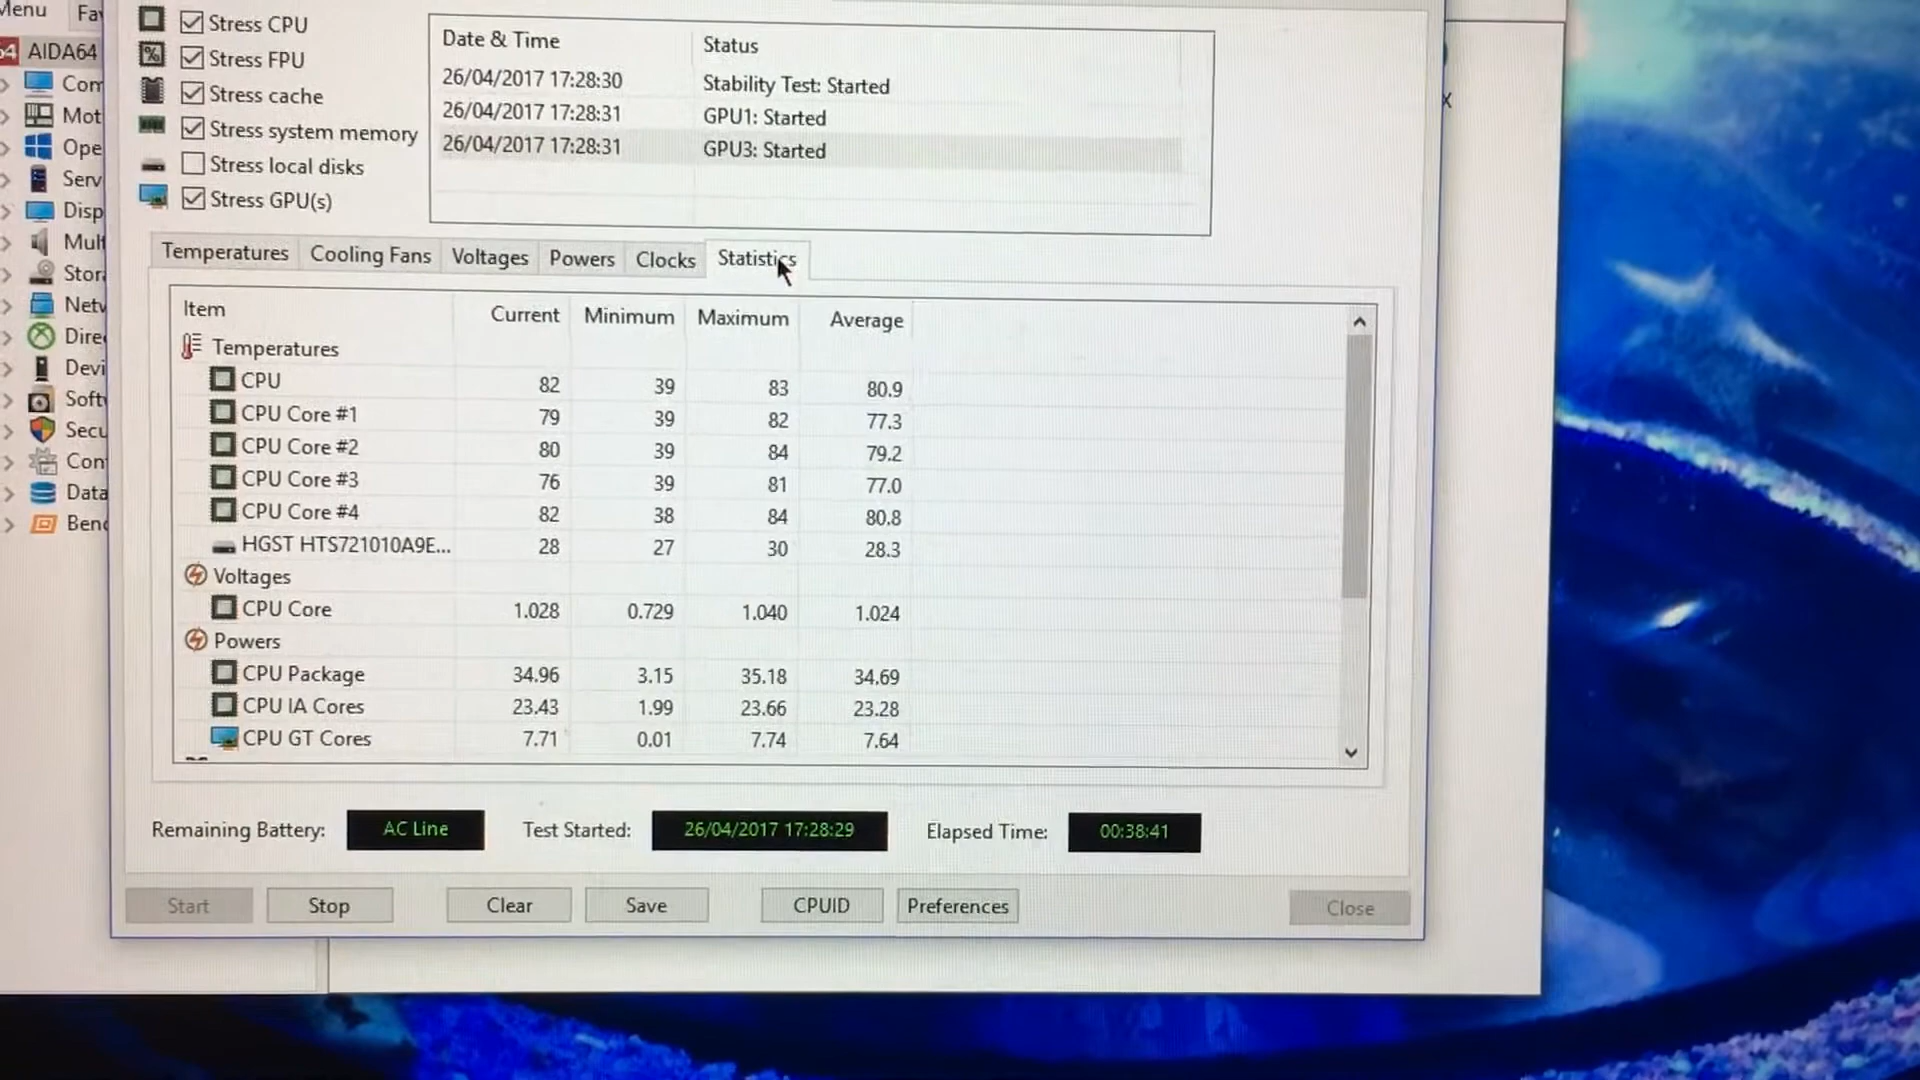 Menu Fav
64 AIDA64
Com
Mot
Ope
Serv
Disp
Mult
Stora
Netw
Direc
Devi
Soft
Secu
Con
Data
Benc
Stress CPU
Stress FPU
Stress cache
Stress system memory
Stress local disks
Stress GPU(s)
Date & Time Status
26/04/2017 17:28:30 Stability Test: Started
26/04/2017 17:28:31 GPU1: Started
26/04/2017 17:28:31 GPU3: Started
Temperatures Cooling Fans Voltages Powers Clocks Statistics
Item Current Minimum Maximum Average
Temperatures
CPU 82 39 83 80.9
CPU Core #1 79 39 82 77.3
CPU Core #2 80 39 84 79.2
CPU Core #3 76 39 81 77.0
CPU Core #4 82 38 84 80.8
HGST HTS721010A9E... 28 27 30 28.3
Voltages
CPU Core 1.028 0.729 1.040 1.024
Powers
CPU Package 34.96 3.15 35.18 34.69
CPU IA Cores 23.43 1.99 23.66 23.28
CPU GT Cores 7.71 0.01 7.74 7.64
Remaining Battery: AC Line Test Started: 26/04/2017 17:28:29 Elapsed Time: 00:38:41
Start Stop Clear Save CPUID Preferences Close